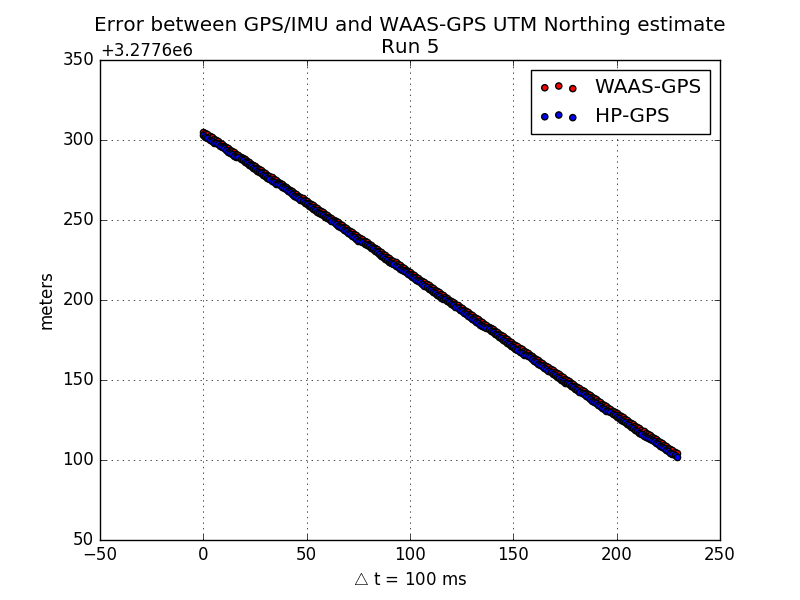 Error between GPS/IMU and WAAS-GPS UTM Northing estimate
Run 5
+3.2776e6
350
300
250
200
150
100
50
meters
WAAS-GPS
HP-GPS
−50
0
50
100
150
200
250
△ t = 100 ms